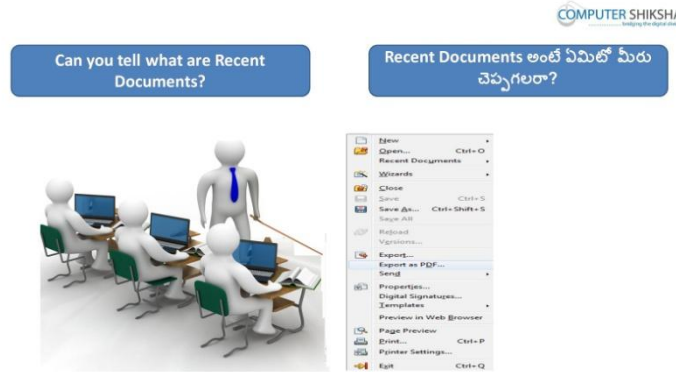 COMPUTER SHIKSHA
bridging the digital divide
Can you tell what are Recent
Documents?
Recent Documents అంటే ఏమిటో మీరు
చెప్పగలరా?
New
Open... Ctrl+O
Recent Documents
Wizards
Close
Save Ctrl+S
Save As... Ctrl+Shift+S
Save All
Reload
Versions...
Export...
Export as PDF...
Send
Properties...
Digital Signatures...
Templates
Preview in Web Browser
Page Preview
Print... Ctrl+P
Printer Settings...
Exit Ctrl+Q